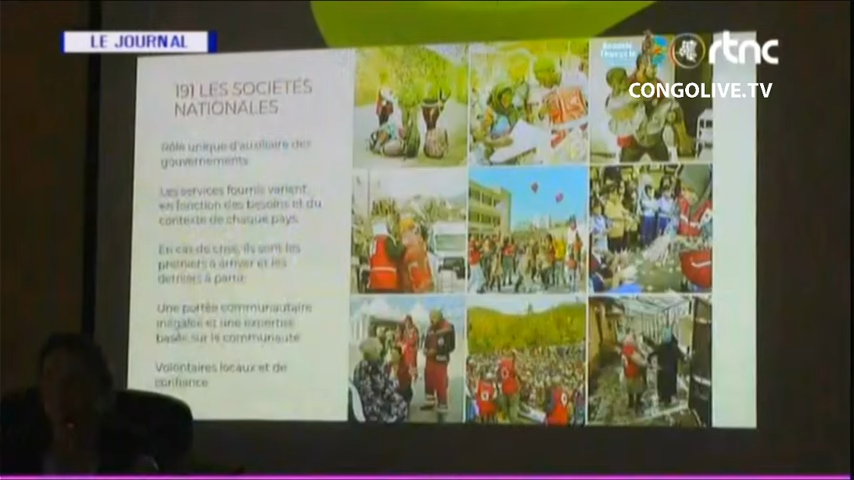 LE JOURNAL
rtnc
CONGOLIVE.TV
191 LES SOCIÉTÉS
NATIONALES
Rôle unique d'auxiliaire des
gouvernements
Les services fournis varient
en fonction des besoins et du
contexte de chaque pays.
En cas de crise, ils sont les
premiers à arriver et les
derniers à partir.
Une portée communautaire
inégalée et une expertise
basée sur la communauté
Volontaires locaux et de
confiance